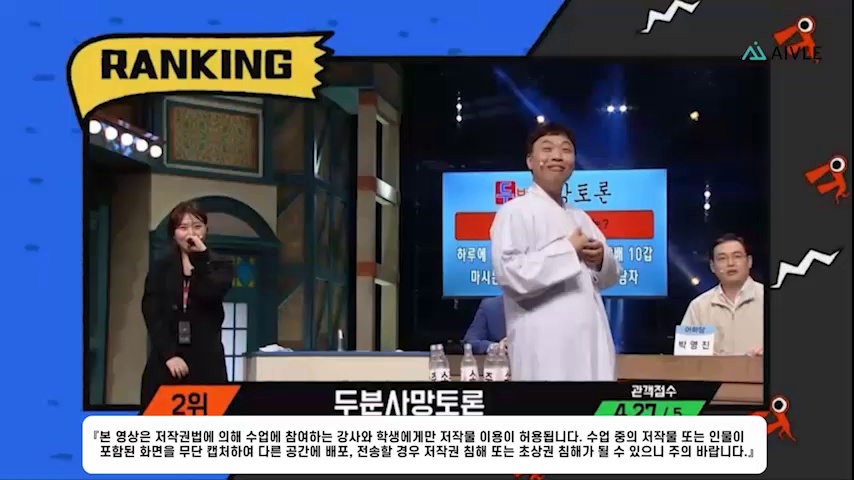 RANKING
AIVLE
두 토론
하루에
배 10갑
마시는
남자
어화당
박영진
2위
두분사망토론
관객점수
4.27/5
『본 영상은 저작권법에 의해 수업에 참여하는 강사와 학생에게만 저작물 이용이 허용됩니다. 수업 중의 저작물 또는 인물이
포함된 화면을 무단 캡처하여 다른 공간에 배포, 전송할 경우 저작권 침해 또는 초상권 침해가 될 수 있으니 주의 바랍니다.』